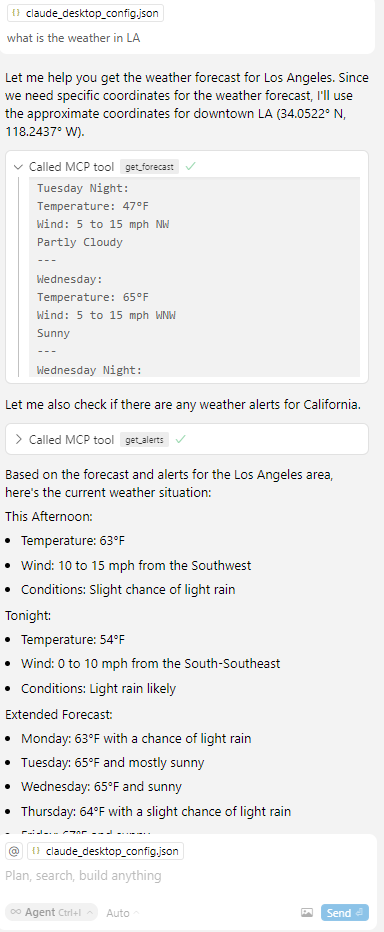 {} claude_desktop_config.json
what is the weather in LA
Let me help you get the weather forecast for Los Angeles. Since
we need specific coordinates for the weather forecast, I'll use
the approximate coordinates for downtown LA (34.0522° N,
118.2437° W).
Called MCP tool get_forecast
Tuesday Night:
Temperature: 47°F
Wind: 5 to 15 mph NW
Partly Cloudy
---
Wednesday:
Temperature: 65°F
Wind: 5 to 15 mph WNW
Sunny
---
Wednesday Night:
Let me also check if there are any weather alerts for California.
Called MCP tool get_alerts
Based on the forecast and alerts for the Los Angeles area,
here's the current weather situation:
This Afternoon:
• Temperature: 63°F
• Wind: 10 to 15 mph from the Southwest
• Conditions: Slight chance of light rain
Tonight:
• Temperature: 54°F
• Wind: 0 to 10 mph from the South-Southeast
• Conditions: Light rain likely
Extended Forecast:
• Monday: 63°F with a chance of light rain
• Tuesday: 65°F and mostly sunny
• Wednesday: 65°F and sunny
• Thursday: 64°F with a slight chance of light rain
• Friday: 67°F and sunny
@ {} claude_desktop_config.json
Plan, search, build anything
∞ Agent Ctrl+I Auto Send